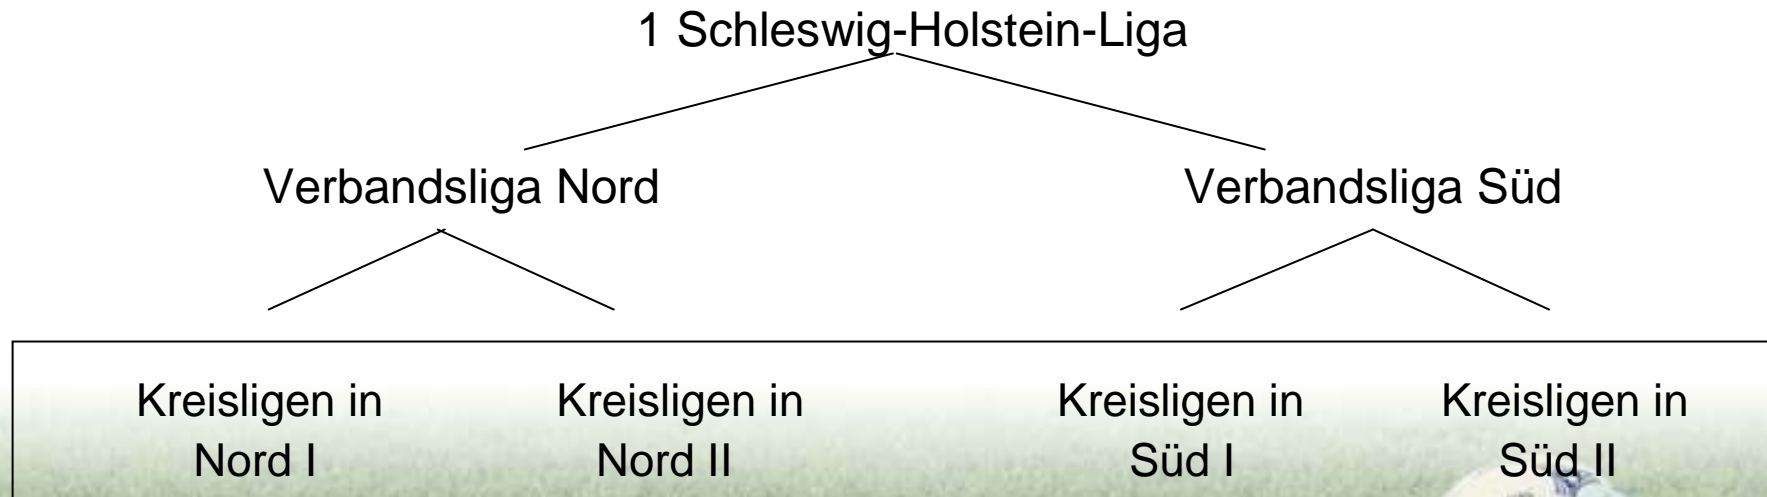 1 Schleswig-Holstein-Liga
Verbandsliga Nord
Verbandsliga Süd
Kreisligen in
Nord I
Kreisligen in
Nord II
Kreisligen in
Süd I
Kreisligen in
Süd II